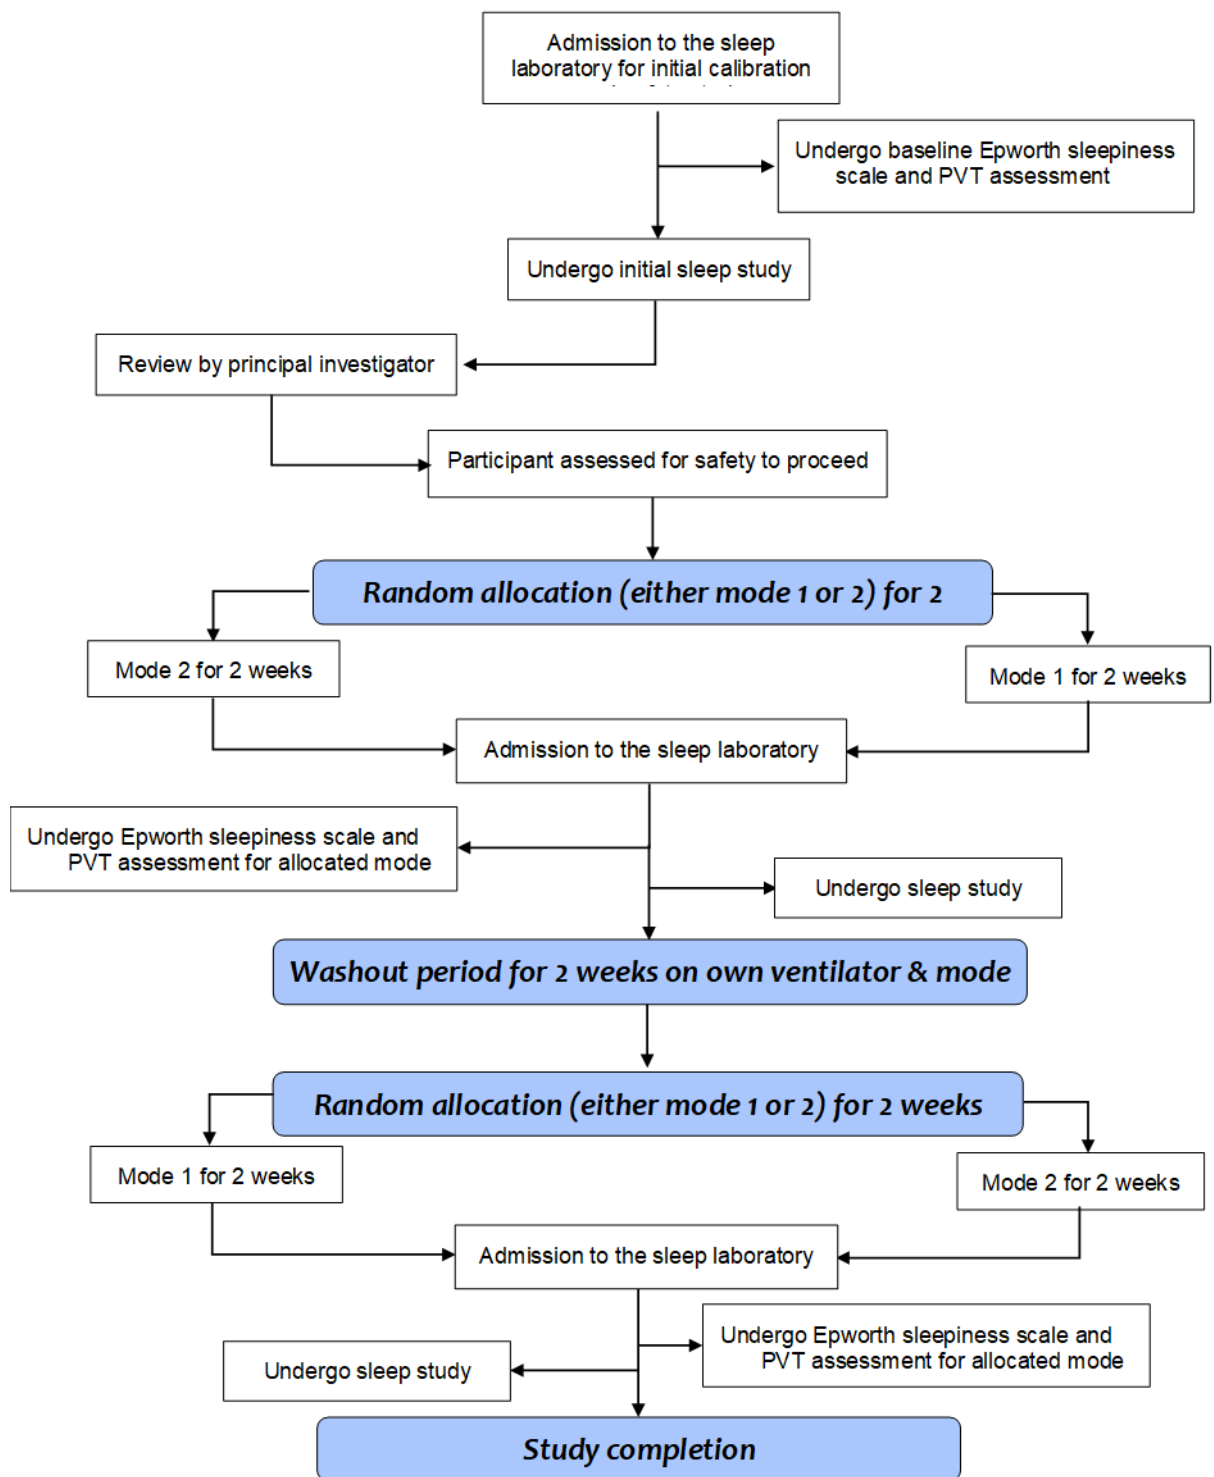 Admission to the sleep
laboratory for initial calibration
Undergo baseline Epworth sleepiness
scale and PVT assessment
Undergo initial sleep study
Review by principal investigator
Participant assessed for safety to proceed
Random allocation (either mode 1 or 2) for 2
Mode 2 for 2 weeks
Mode 1 for 2 weeks
Admission to the sleep laboratory
Undergo Epworth sleepiness scale and
PVT assessment for allocated mode
Undergo sleep study
Washout period for 2 weeks on own ventilator & mode
Random allocation (either mode 1 or 2) for 2 weeks
Mode 1 for 2 weeks
Mode 2 for 2 weeks
Admission to the sleep laboratory
Undergo Epworth sleepiness scale and
PVT assessment for allocated mode
Undergo sleep study
Study completion